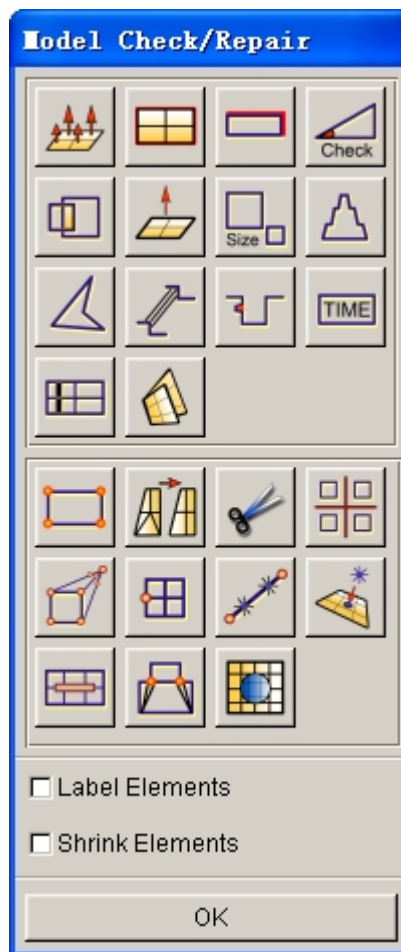 Model Check/Repair
Check
Size
TIME
Label Elements
Shrink Elements
OK